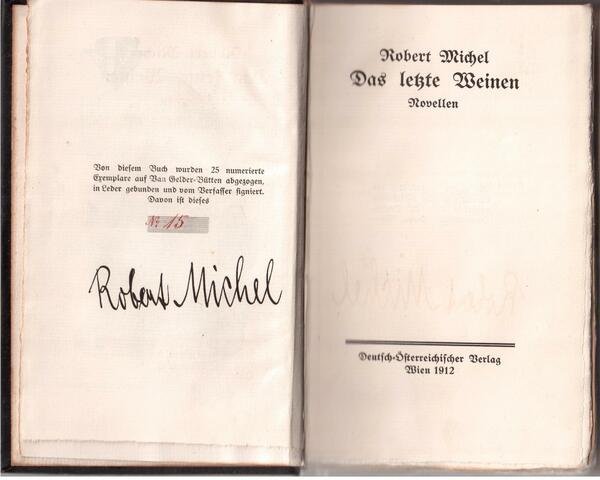 Von diesem Buch wurden 25 numerierte
Exemplare auf Van Gelder-Bütten abgezogen,
in Leder gebunden und vom Verfasser signiert.
Davon ist dieses
№ 15
Robert Michel
Robert Michel
Das letzte Weinen
Novellen
Deutsch-Österreichischer Verlag
Wien 1912